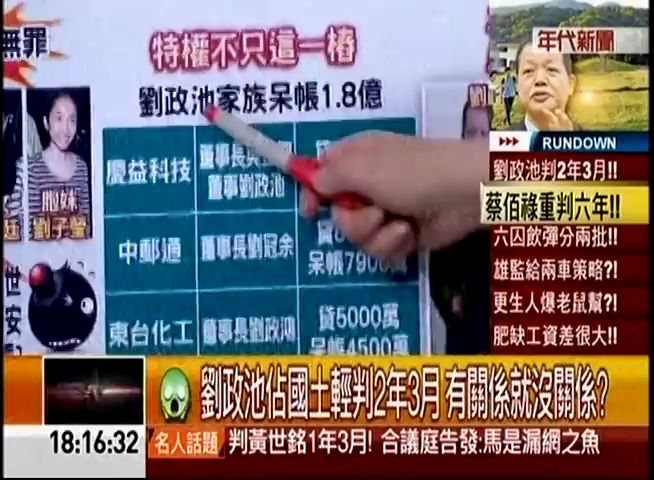 無罪
特權不只這一樁
劉政池家族呆帳1.8億
胞妹
劉子瑩
慶益科技
董事劉政池
中郵通
董事長劉冠余
呆帳7900萬
東台化工
董事長劉政鴻
貸5000萬
呆帳4500萬
世安
年代新聞
RUNDOWN
劉政池判2年3月!!
蔡佰祿重判六年!!
六囚飲彈分兩批!!
雄監給兩車策略?!
更生人爆老鼠幫?!
肥缺工資差很大!!
劉政池佔國土輕判2年3月 有關係就沒關係?
18:16:32
名人話題
判黃世銘1年3月! 合議庭告發:馬是漏網之魚